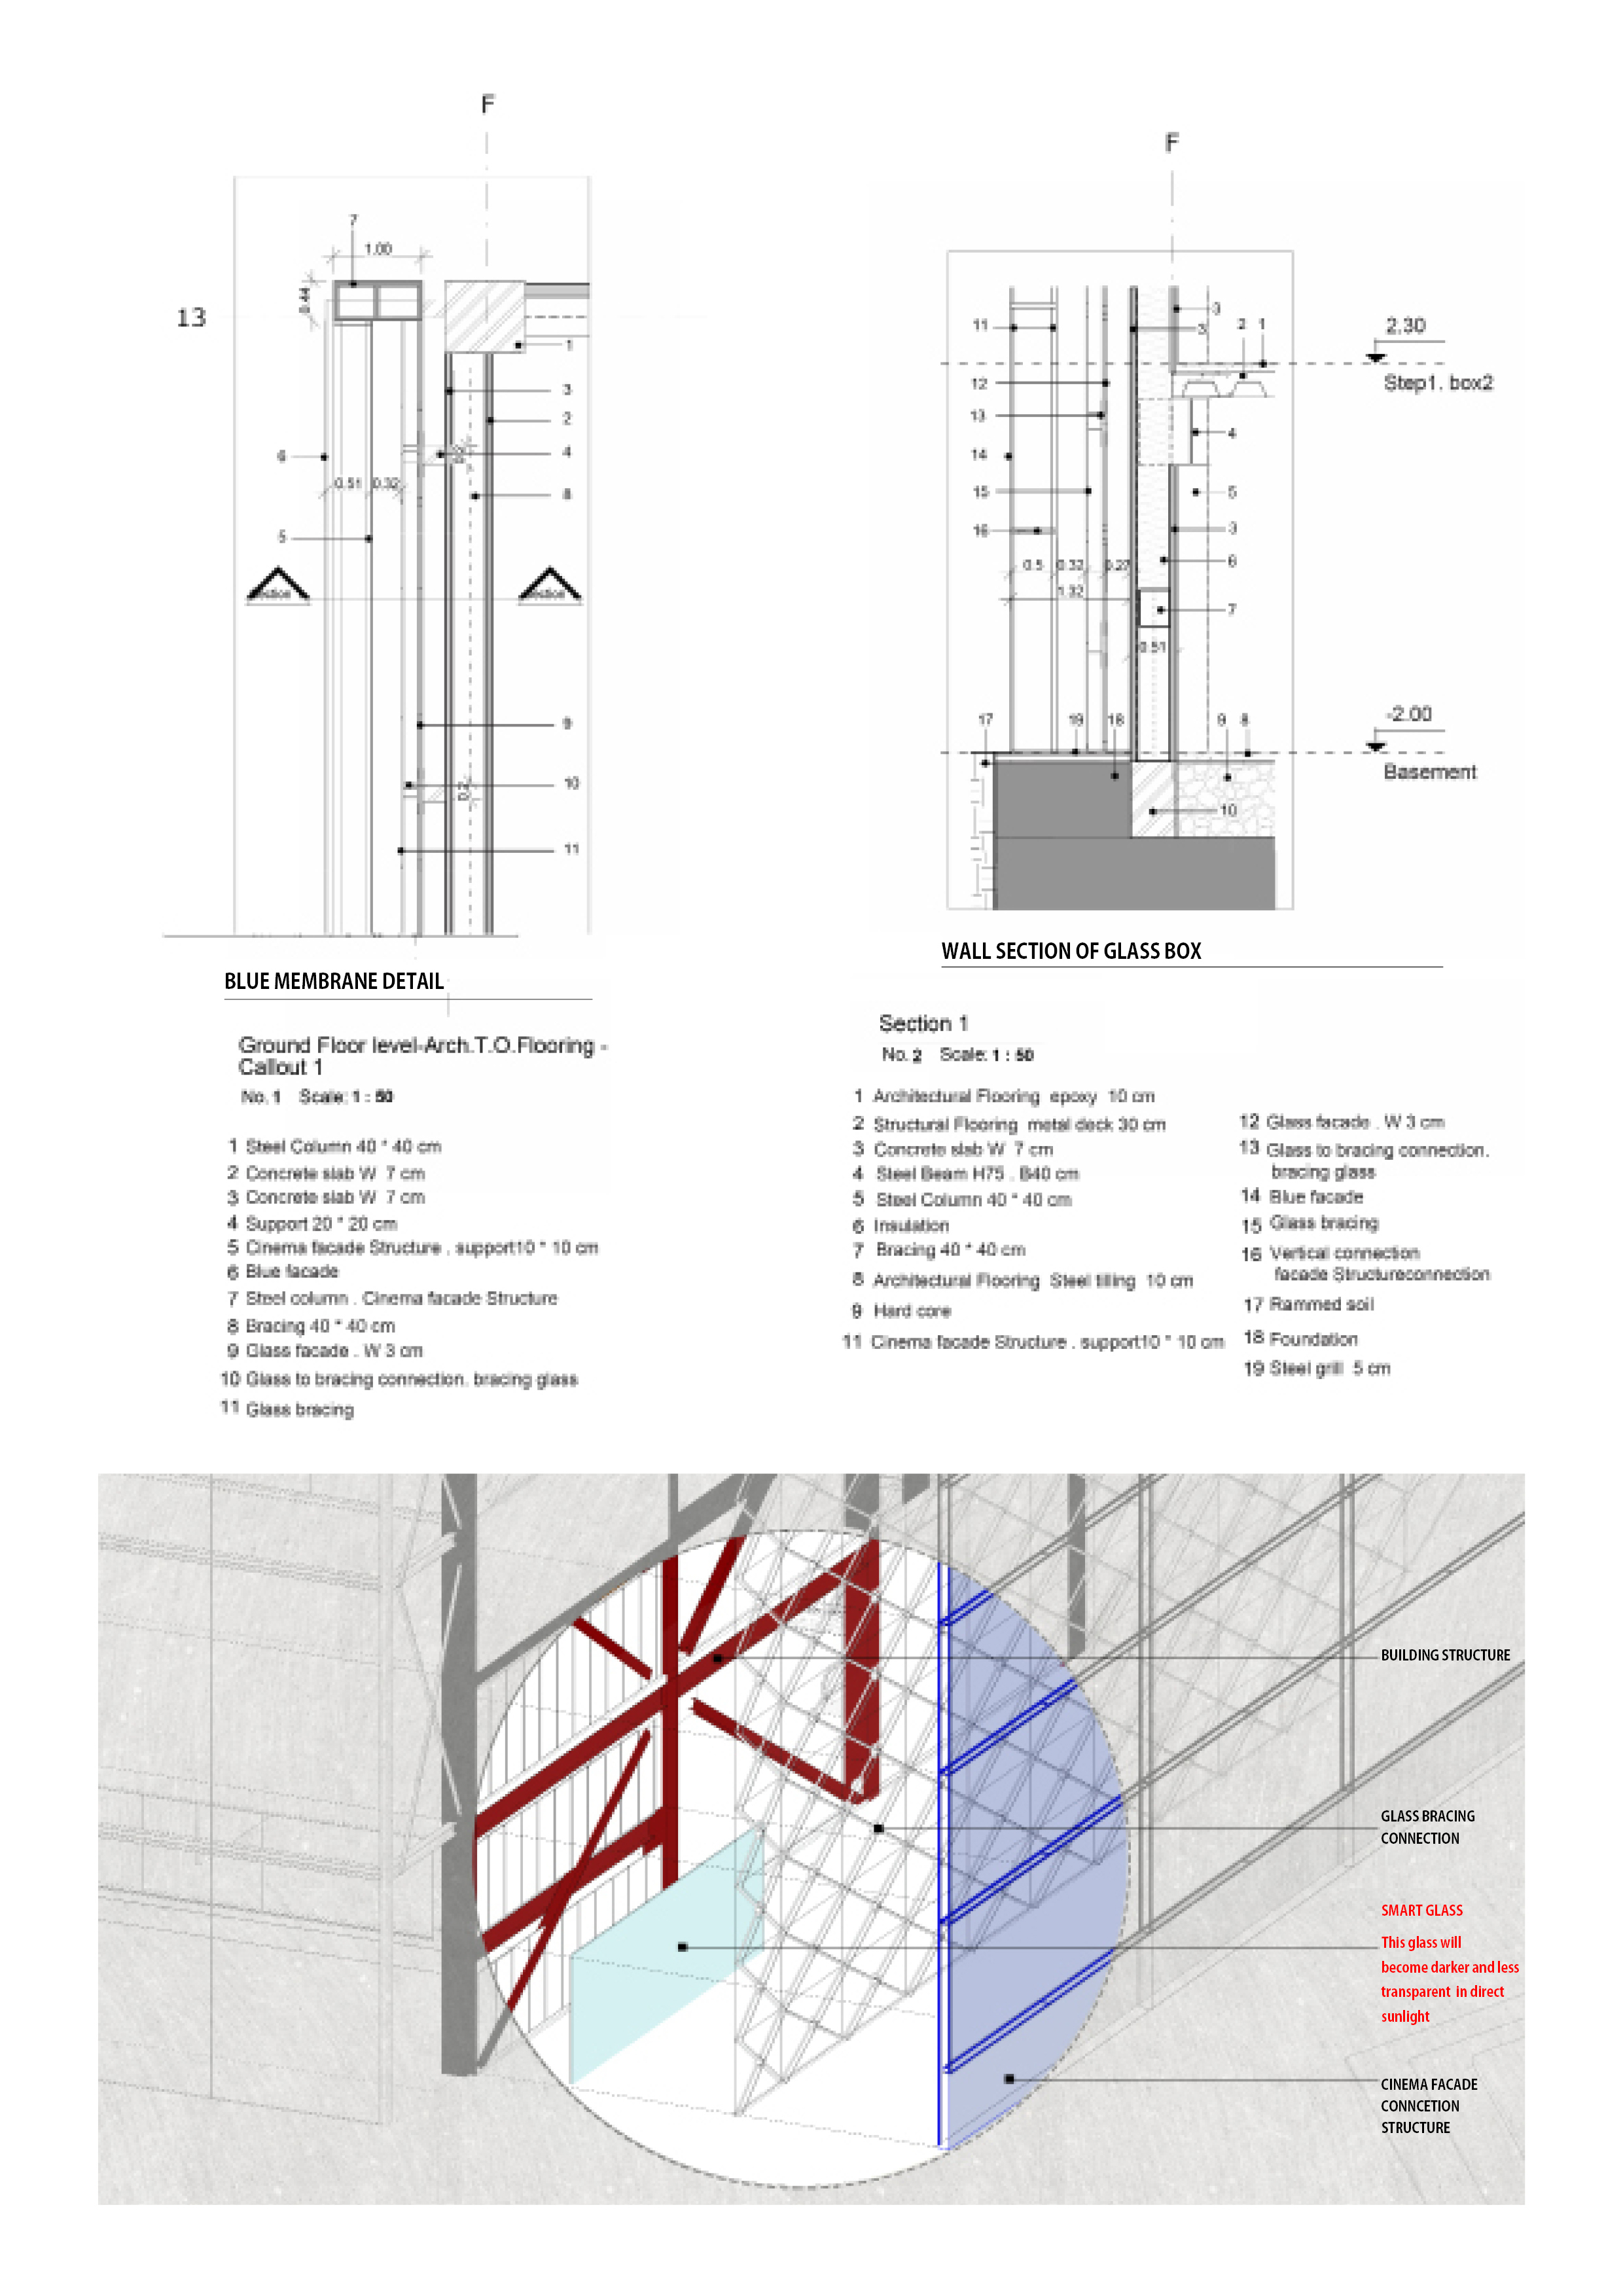 F
7
1.00
0.44
13
1
3
2
6
4
0.51 0.32
8
5
9
10
0.2
11
BLUE MEMBRANE DETAIL
Ground Floor level-Arch.T.O.Flooring -
Callout 1
No. 1 Scale: 1 : 50
1 Steel Column 40 * 40 cm
2 Concrete slab W 7 cm
3 Concrete slab W 7 cm
4 Support 20 * 20 cm
5 Cinema facade Structure . support10 * 10 cm
6 Blue facade
7 Steel column . Cinema facade Structure
8 Bracing 40 * 40 cm
9 Glass facade . W 3 cm
10 Glass to bracing connection. bracing glass
11 Glass bracing
F
3
11 3 2 1
2.30
12
Step1. box2
13
4
14
15 5
16 3
6
0.5 0.32 0.27
1.32
7
0.51
17 19 18 9 8
-2.00
Basement
10
WALL SECTION OF GLASS BOX
Section 1
No. 2 Scale: 1 : 50
1 Architectural Flooring epoxy 10 cm
2 Structural Flooring metal deck 30 cm
3 Concrete slab W 7 cm
4 Steel Beam H75 . B40 cm
5 Steel Column 40 * 40 cm
6 Insulation
7 Bracing 40 * 40 cm
8 Architectural Flooring Steel tilling 10 cm
9 Hard core
11 Cinema facade Structure . support10 * 10 cm
12 Glass facade . W 3 cm
13 Glass to bracing connection.
bracing glass
14 Blue facade
15 Glass bracing
16 Vertical connection
facade Structureconnection
17 Rammed soil
18 Foundation
19 Steel grill 5 cm
BUILDING STRUCTURE
GLASS BRACING
CONNECTION
SMART GLASS
This glass will
become darker and less
transparent in direct
sunlight
CINEMA FACADE
CONNCETION
STRUCTURE